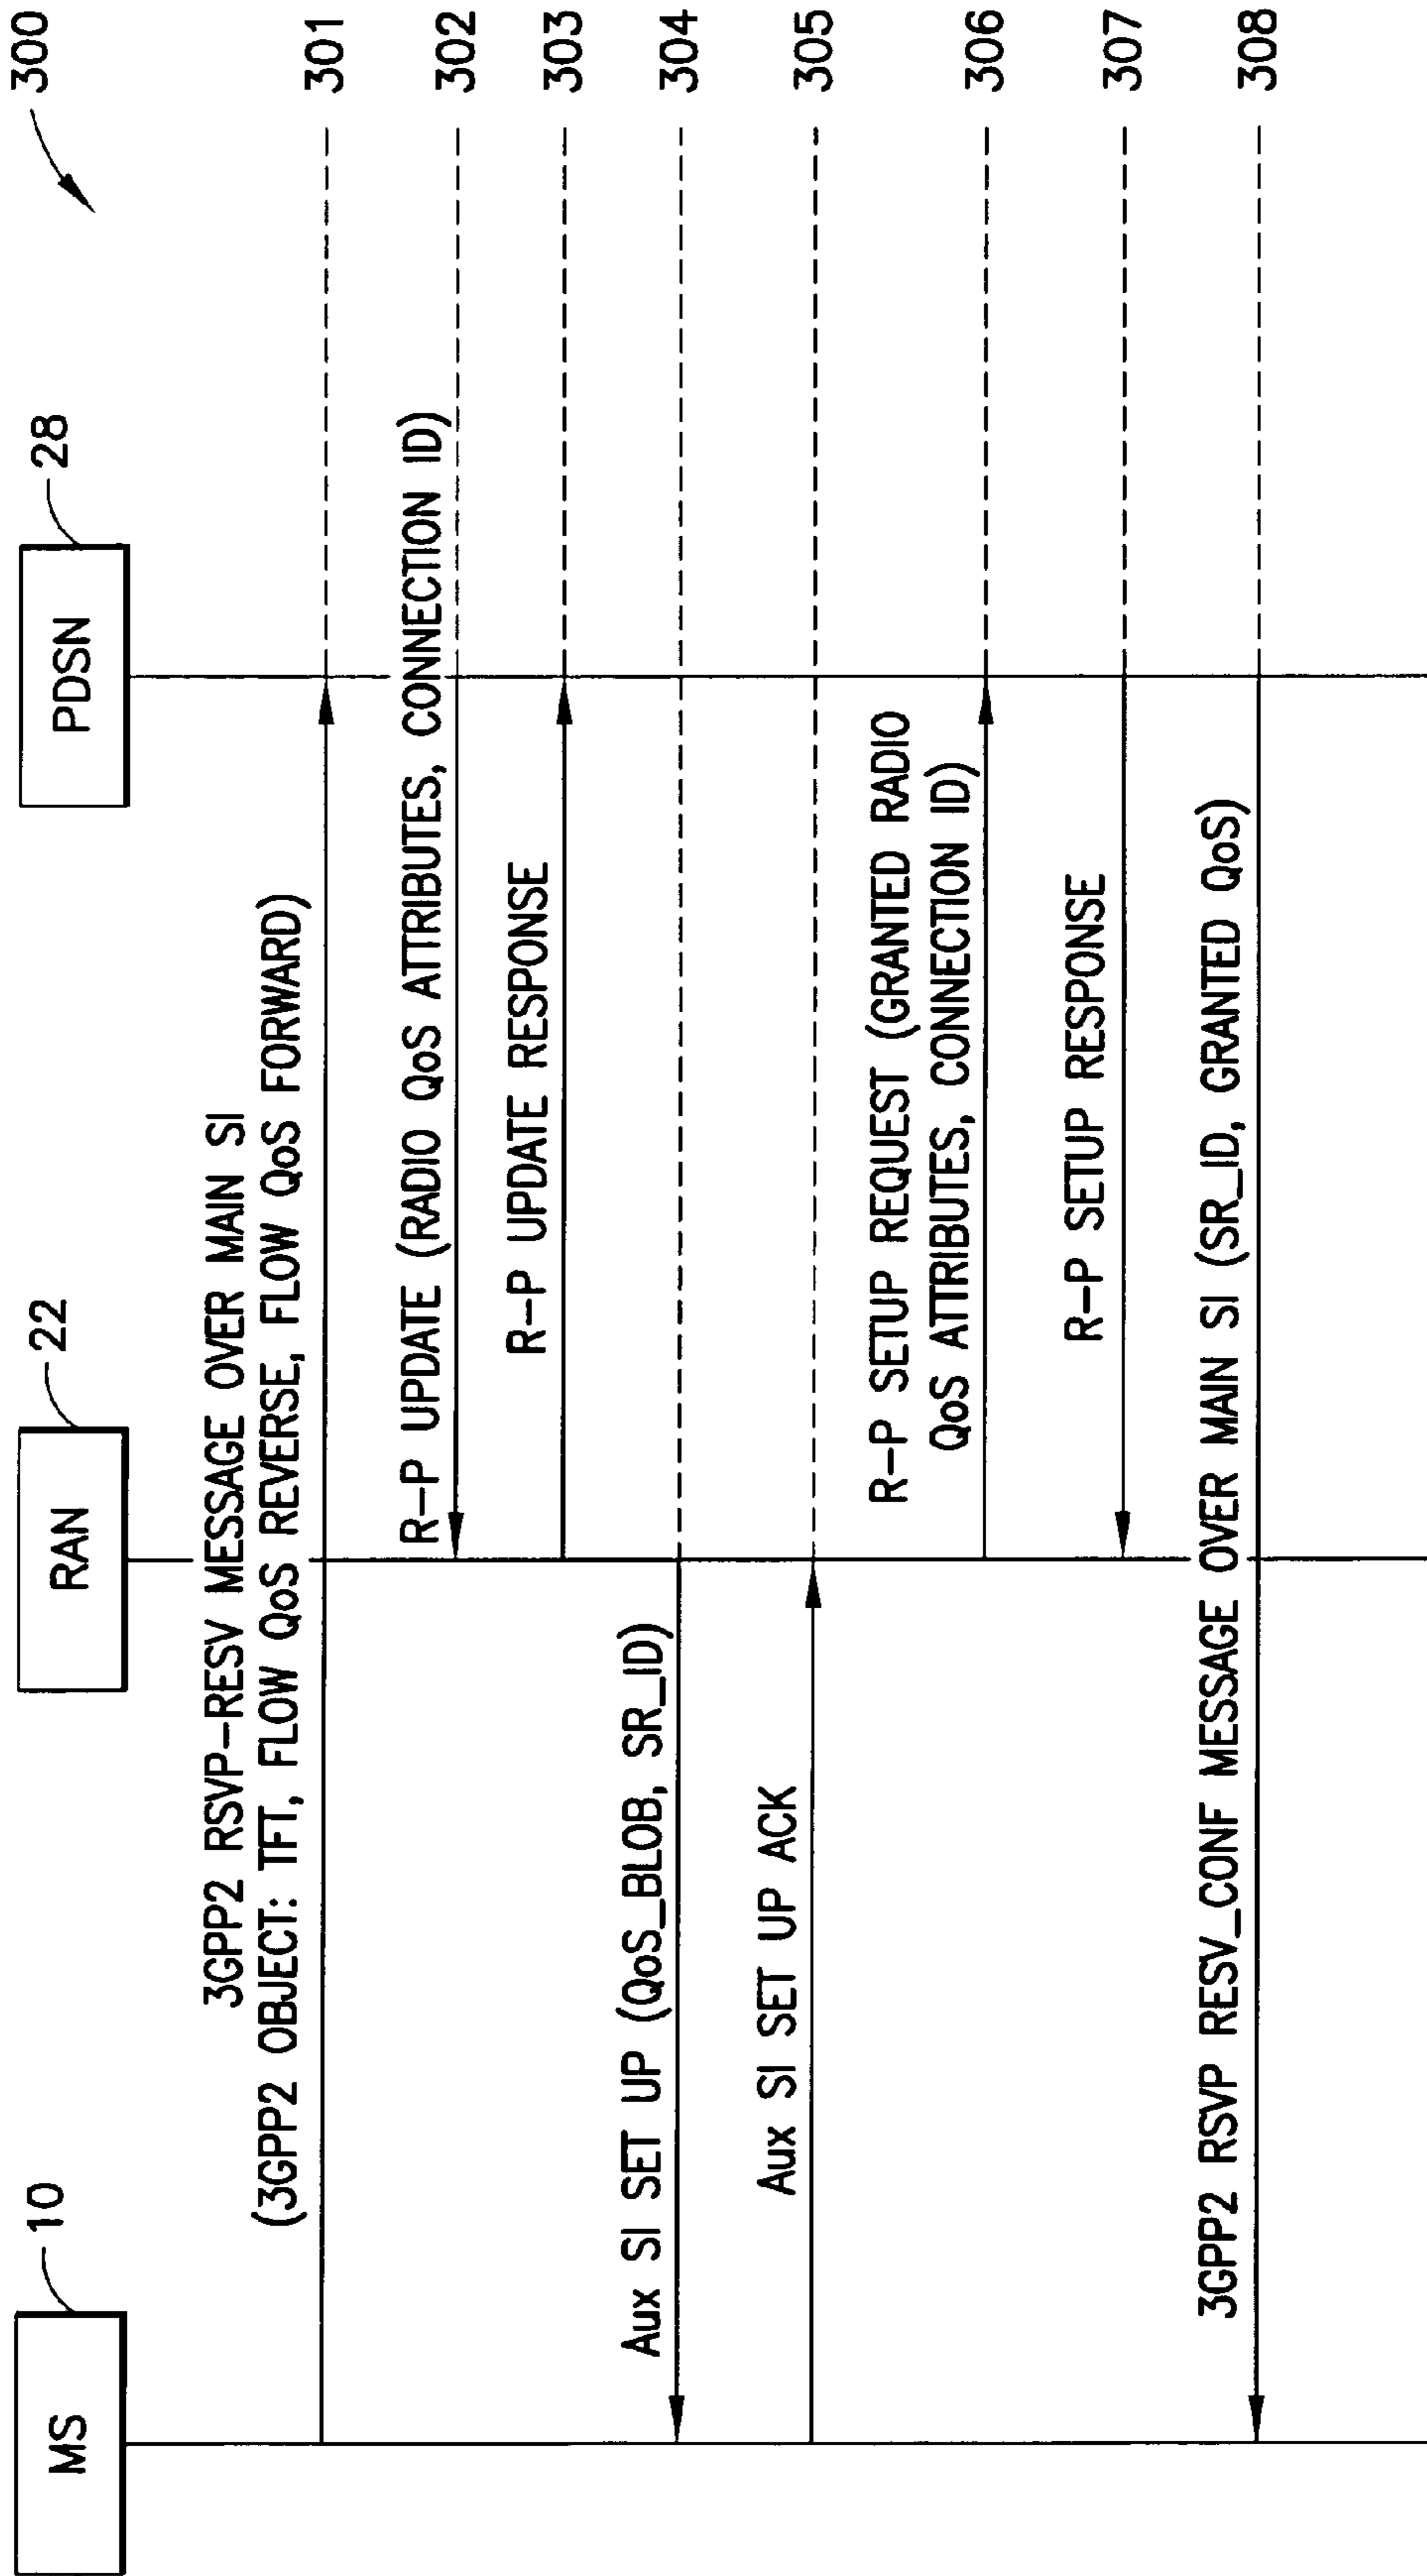 300
MS
10
RAN
22
PDSN
28
3GPP2 RSVP-RESV MESSAGE OVER MAIN SI
(3GPP2 OBJECT: TFT, FLOW QoS REVERSE, FLOW QoS FORWARD)
301
R-P UPDATE (RADIO QoS ATTRIBUTES, CONNECTION ID)
302
R-P UPDATE RESPONSE
303
Aux SI SET UP (QoS_BLOB, SR_ID)
304
Aux SI SET UP ACK
305
R-P SETUP REQUEST (GRANTED RADIO
QoS ATTRIBUTES, CONNECTION ID)
306
R-P SETUP RESPONSE
307
3GPP2 RSVP RESV_CONF MESSAGE OVER MAIN SI (SR_ID, GRANTED QoS)
308